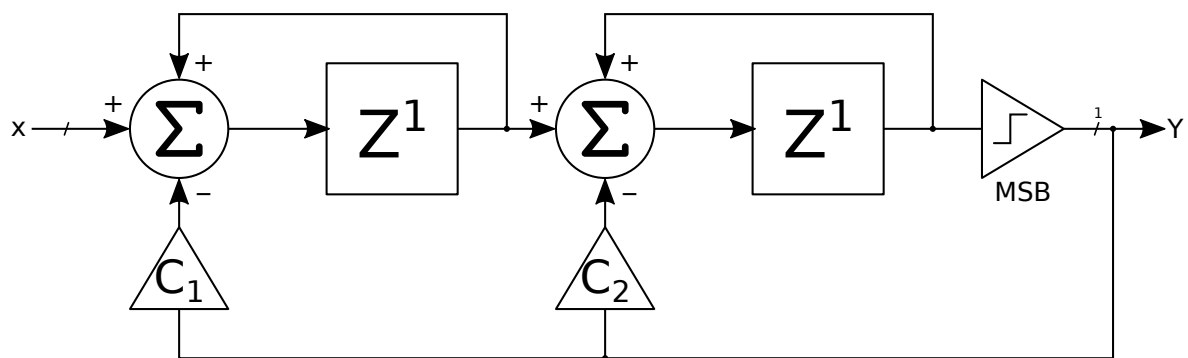 + +
x + Σ Z¹ + Σ Z¹ 1 Y
− − MSB
C₁ C₂